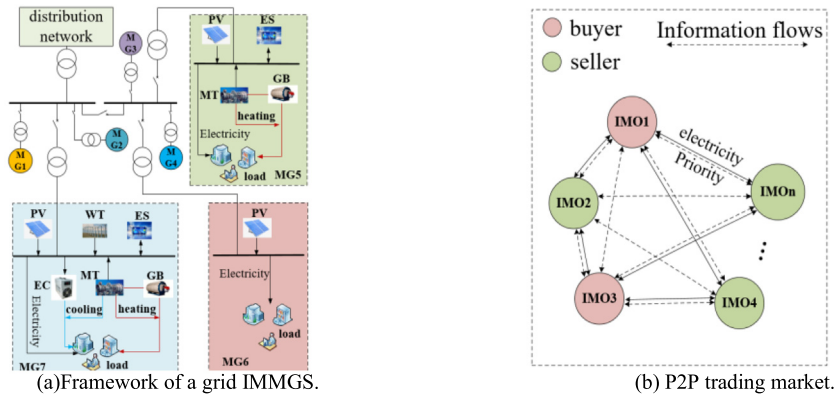 distribution
network
M
G3
M
G1
M
G2
M
G4
PV
ES
GB
MT
heating
Electricity
load
MG5
PV
WT
ES
EC
MT
GB
Electricity
cooling
heating
load
MG7
PV
Electricity
load
MG6
(a)Framework of a grid IMMGS.
buyer
seller
Information flows
IMO1
electricity
Priority
IMO2
IMOn
IMO3
IMO4
(b) P2P trading market.